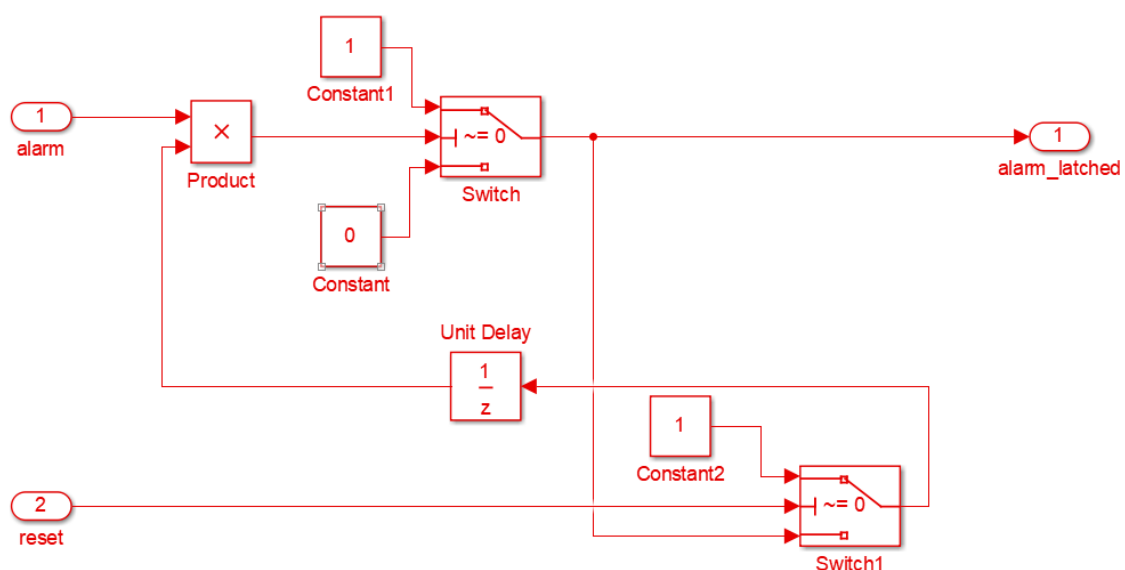 1
Constant1
1
alarm
×
Product
~= 0
Switch
1
alarm_latched
0
Constant
Unit Delay
1
z
1
Constant2
2
reset
~= 0
Switch1